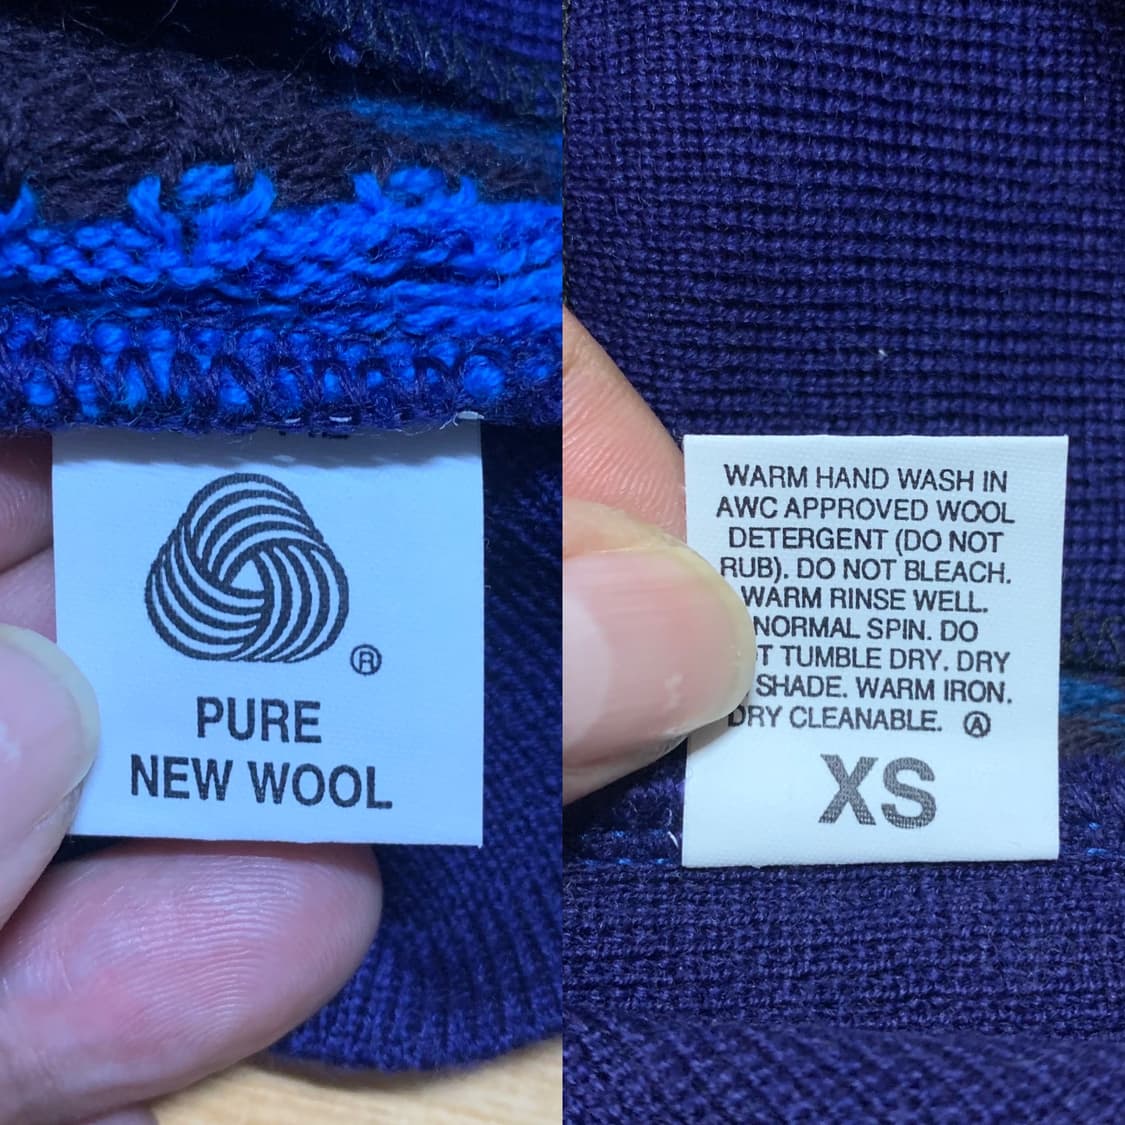 ®
PURE
NEW WOOL
WARM HAND WASH IN
AWC APPROVED WOOL
DETERGENT (DO NOT
RUB). DO NOT BLEACH.
WARM RINSE WELL.
NORMAL SPIN. DO
T TUMBLE DRY. DRY
SHADE. WARM IRON.
DRY CLEANABLE. Ⓐ
XS